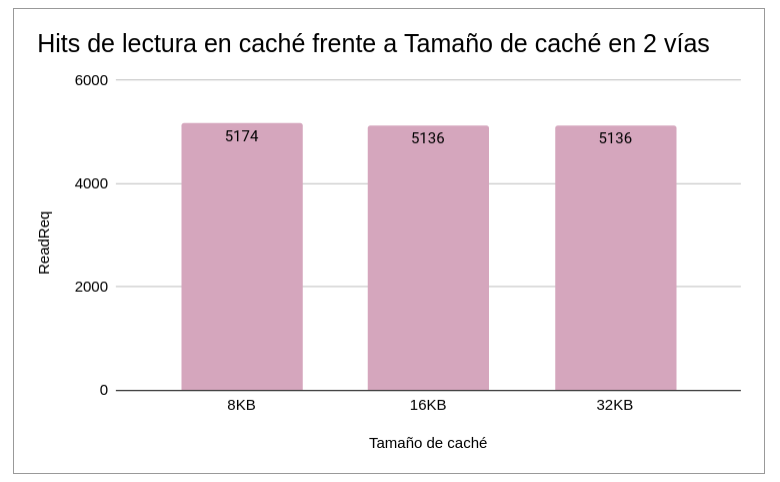 Hits de lectura en caché frente a Tamaño de caché en 2 vías
6000
4000
2000
0
ReadReq
5174
5136
5136
8KB
16KB
32KB
Tamaño de caché